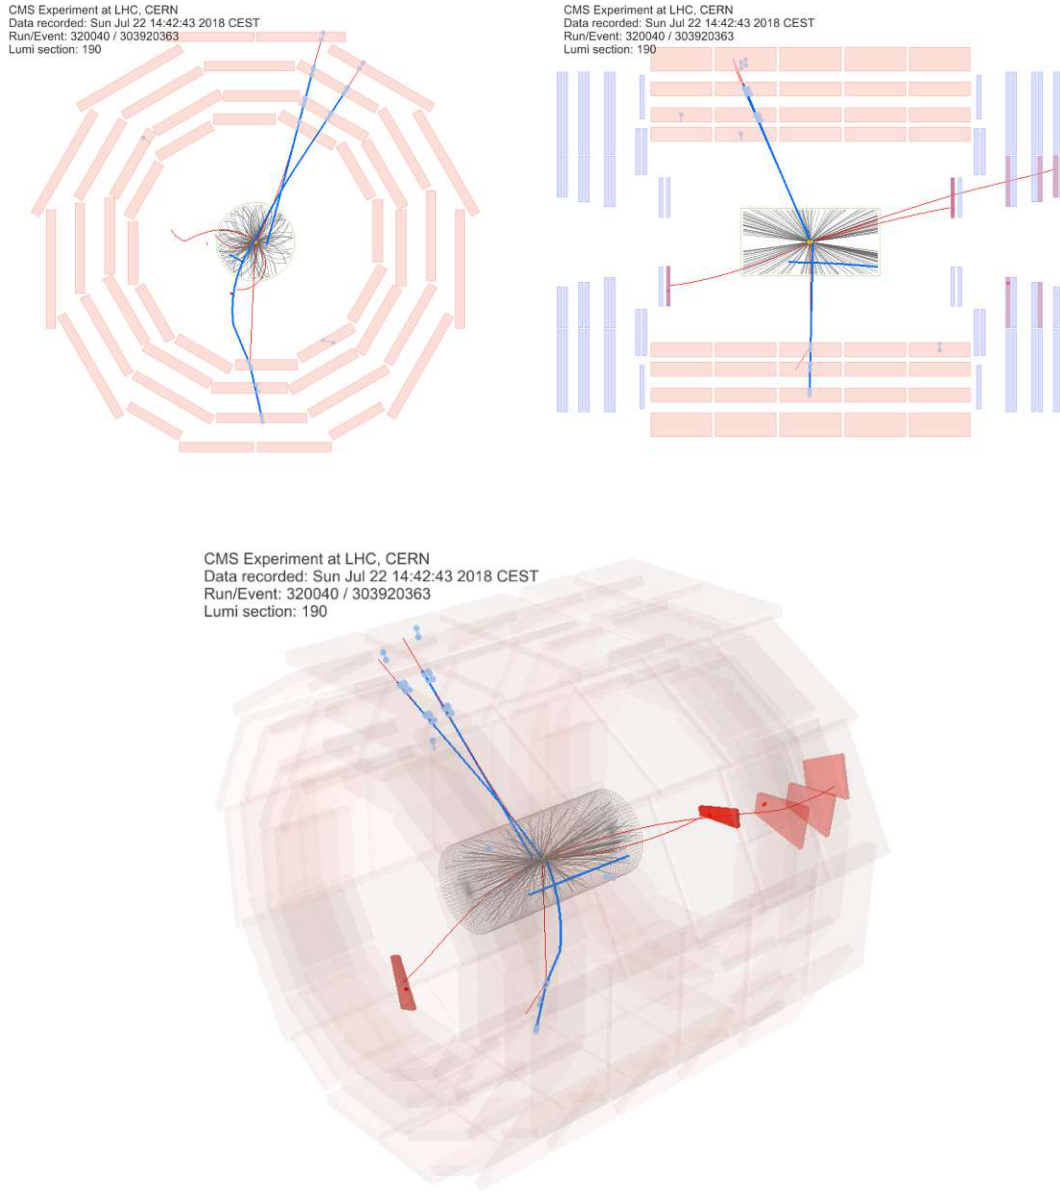 CMS Experiment at LHC, CERN
Data recorded: Sun Jul 22 14:42:43 2018 CEST
Run/Event: 320040 / 303920363
Lumi section: 190
CMS Experiment at LHC, CERN
Data recorded: Sun Jul 22 14:42:43 2018 CEST
Run/Event: 320040 / 303920363
Lumi section: 190
CMS Experiment at LHC, CERN
Data recorded: Sun Jul 22 14:42:43 2018 CEST
Run/Event: 320040 / 303920363
Lumi section: 190